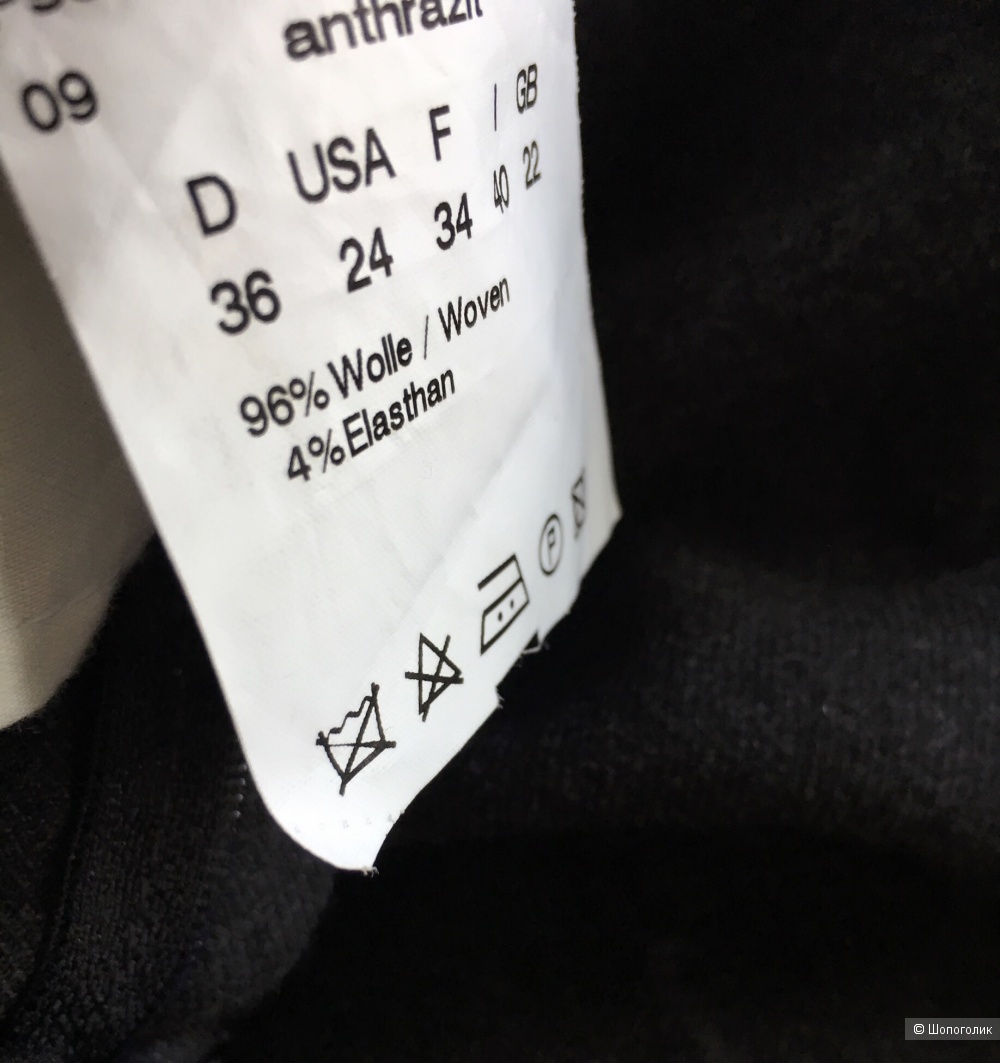 anthrazit
09
D USA F I GB
36 24 34 40 22
96% Wolle / Woven
4% Elasthan
P
© Шопоголик